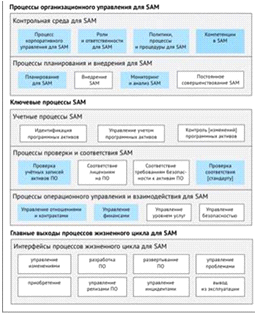 Процессы организационного управления для SAM
Контрольная среда для SAM
Процесс
корпоративного
управления для SAM
Роли
и ответственности
для SAM
Политики,
процессы
и процедуры для SAM
Компетенции
в SAM
Процессы планирования и внедрения для SAM
Планирование
для SAM
Внедрение
SAM
Мониторинг
и анализ SAM
Постоянное
совершенствование SAM
Ключевые процессы SAM
Учетные процессы SAM
Идентификация
программных активов
Управление учетом
программных активов
Контроль [изменений]
программных активов
Процессы проверки и соответствия SAM
Проверка
учётных записей
активов ПО
Соответствие
лицензиям
на ПО
Соответствие
требованиям безопас-
ности к активам ПО
Проверка
соответствия
[стандарту]
Процессы операционного управления и взаимодействия для SAM
Управление отношениями
и контрактами
Управление
финансами
Управление
уровнем услуг
Управление
безопасностью
Главные выходы процессов жизненного цикла для SAM
Интерфейсы процессов жизненного цикла для SAM
управление
изменениями
разработка
ПО
развертывание
ПО
управление
проблемами
приобретение
управление
релизами ПО
управление
инцидентами
вывод
из эксплуатации